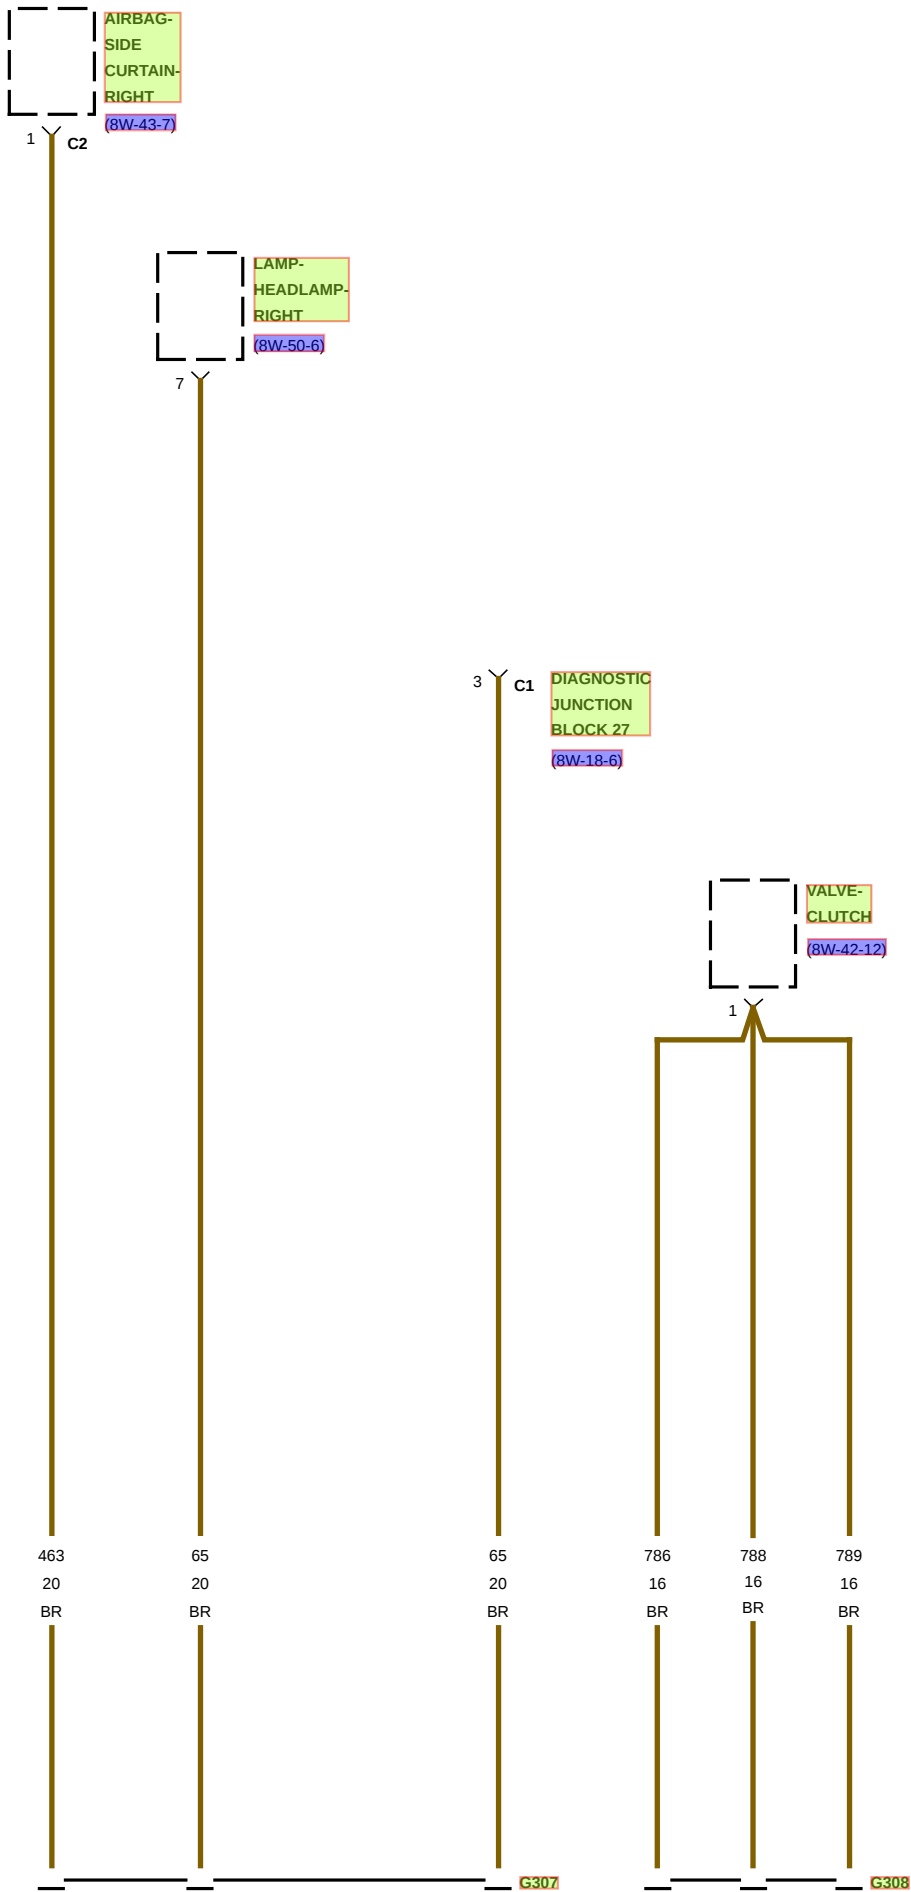 AIRBAG-
SIDE
CURTAIN-
RIGHT
(8W-43-7)
1
C2
LAMP-
HEADLAMP-
RIGHT
(8W-50-6)
7
3
C1
DIAGNOSTIC
JUNCTION
BLOCK 27
(8W-18-6)
VALVE-
CLUTCH
(8W-42-12)
1
463
20
BR
65
20
BR
65
20
BR
786
16
BR
788
16
BR
789
16
BR
G307
G308